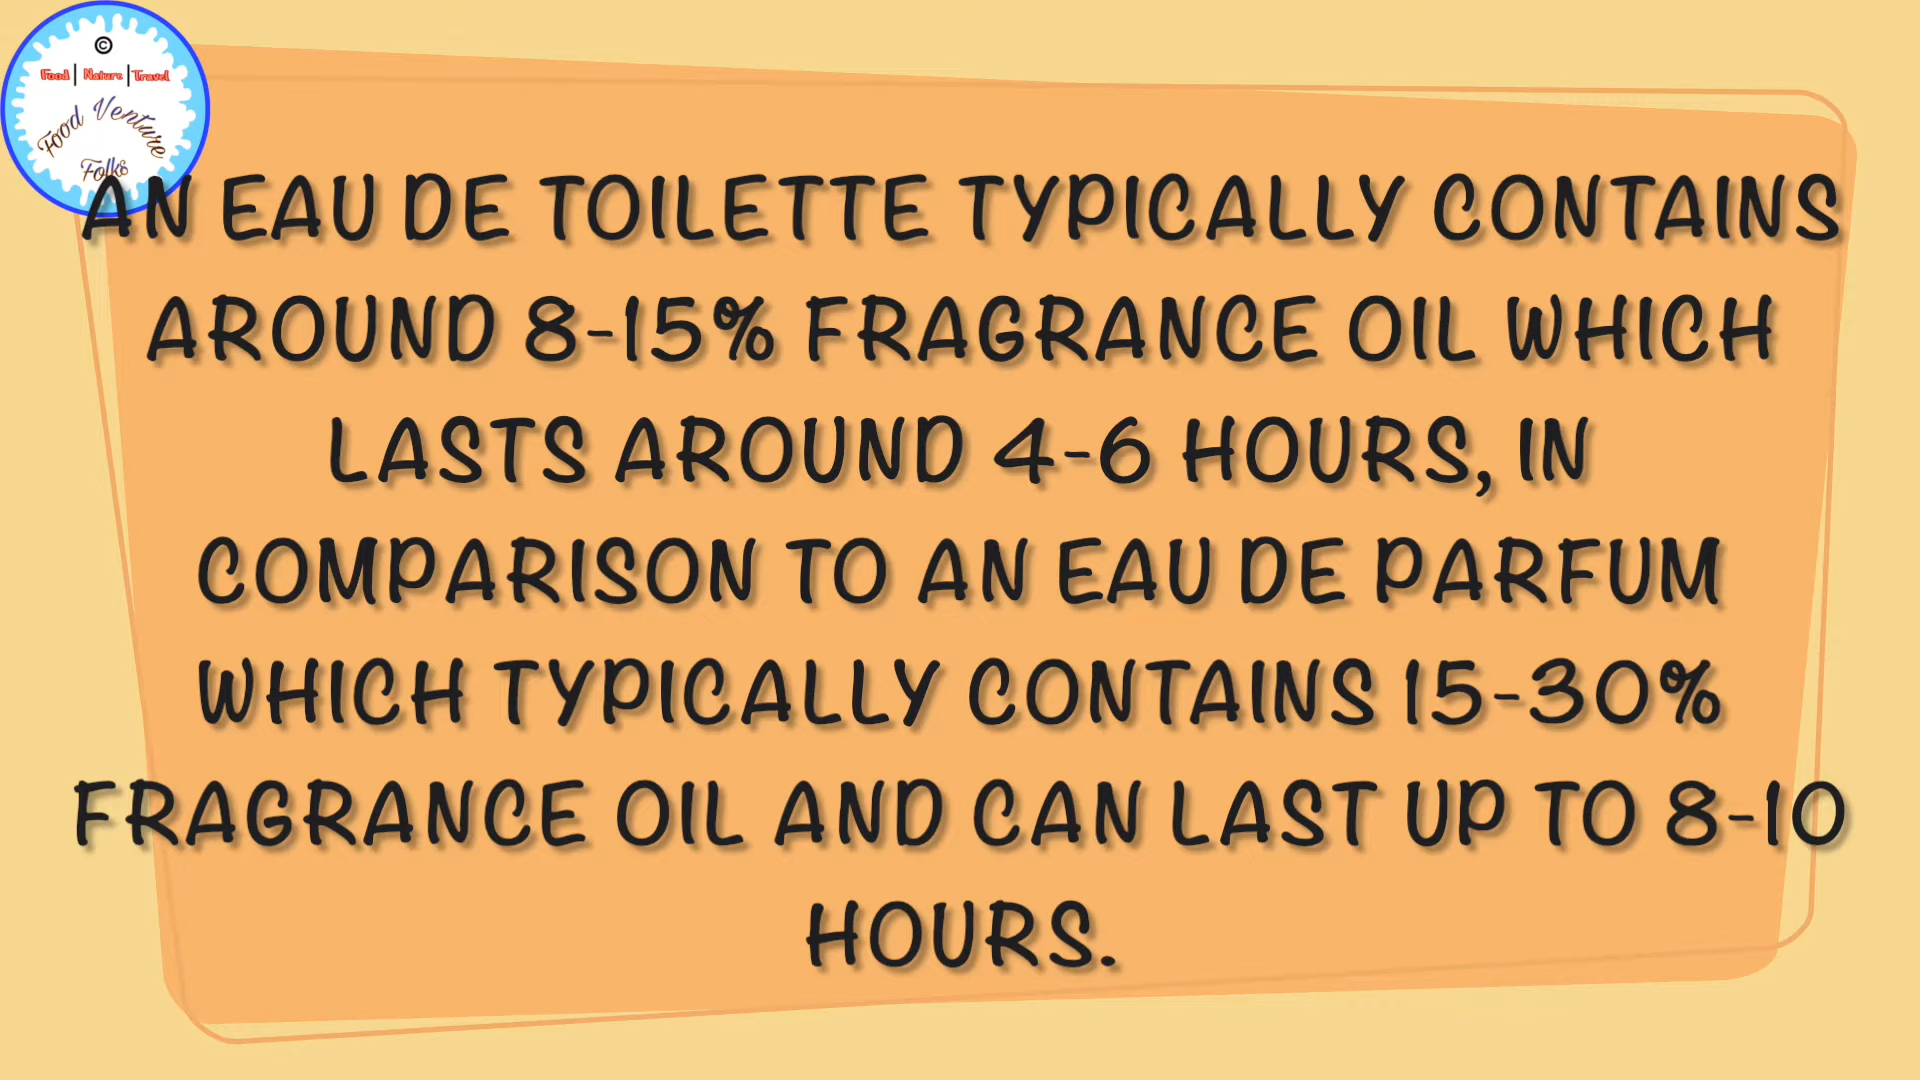 ©
Food | Nature | Travel
Food Venture
Folks
AN EAU DE TOILETTE TYPICALLY CONTAINS
AROUND 8-15% FRAGRANCE OIL WHICH
LASTS AROUND 4-6 HOURS, IN
COMPARISON TO AN EAU DE PARFUM
WHICH TYPICALLY CONTAINS 15-30%
FRAGRANCE OIL AND CAN LAST UP TO 8-10
HOURS.